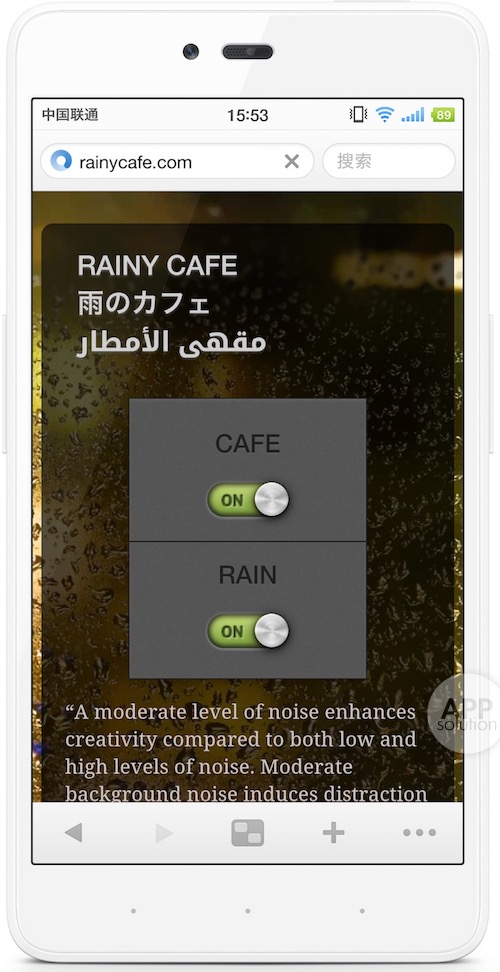 中国联通 15:53 89
rainycafe.com 搜索
RAINY CAFE
雨のカフェ
مقهى الأمطار
CAFE
ON
RAIN
ON
“A moderate level of noise enhances
creativity compared to both low and
high levels of noise. Moderate
background noise induces distraction
APP
solution